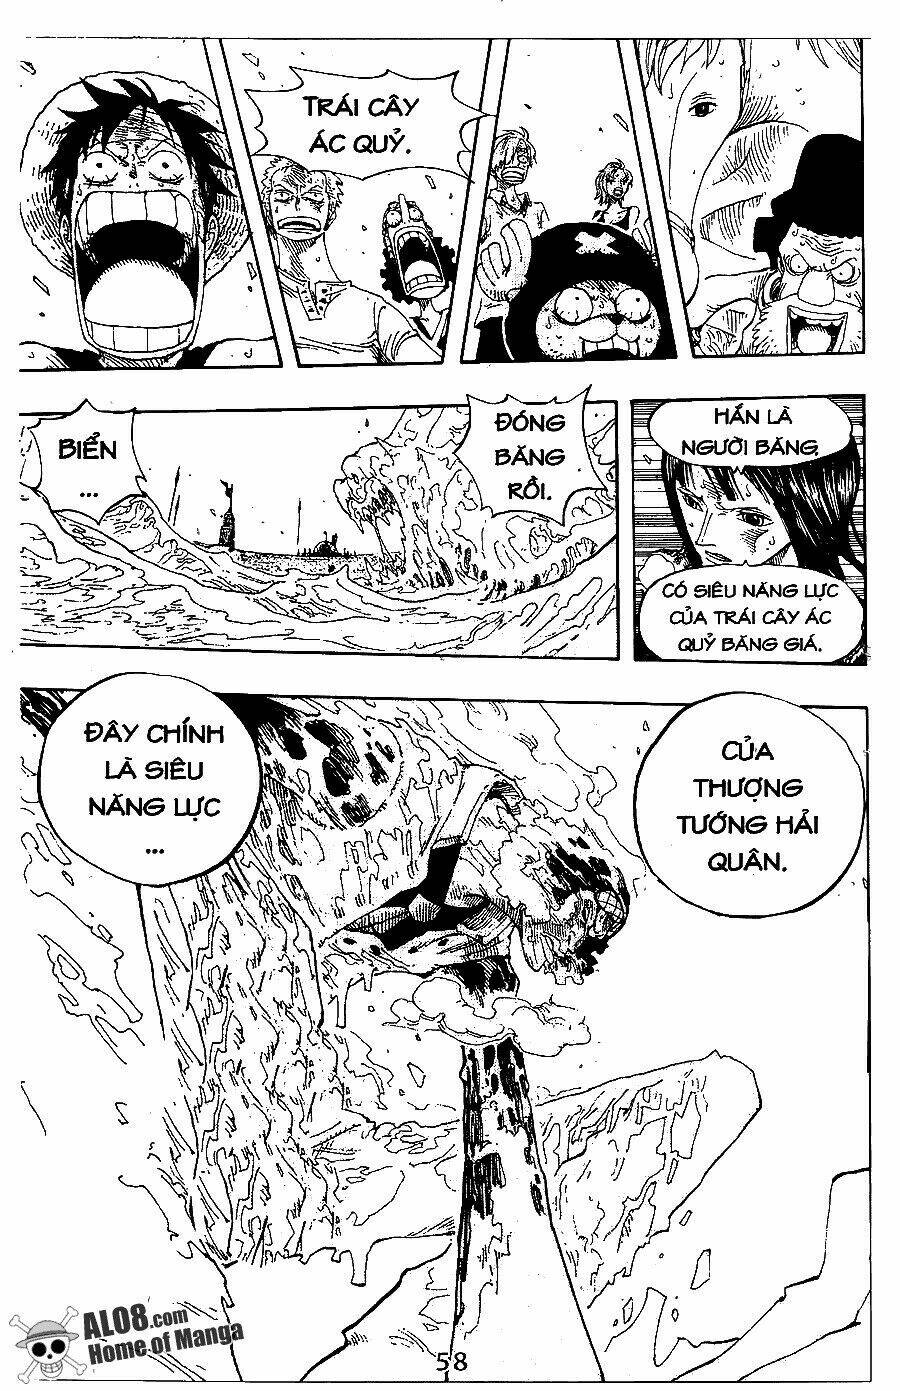 TRÁI CÂY
ÁC QUỶ.
BIỂN
...
ĐÓNG
BĂNG
RỒI.
HẮN LÀ
NGƯỜI BĂNG.
CÓ SIÊU NĂNG LỰC
CỦA TRÁI CÂY ÁC
QUỶ BĂNG GIÁ.
ĐÂY CHÍNH
LÀ SIÊU
NĂNG LỰC
...
CỦA
THƯỢNG
TƯỚNG HẢI
QUÂN.
ALO8.com
Home of Manga
58